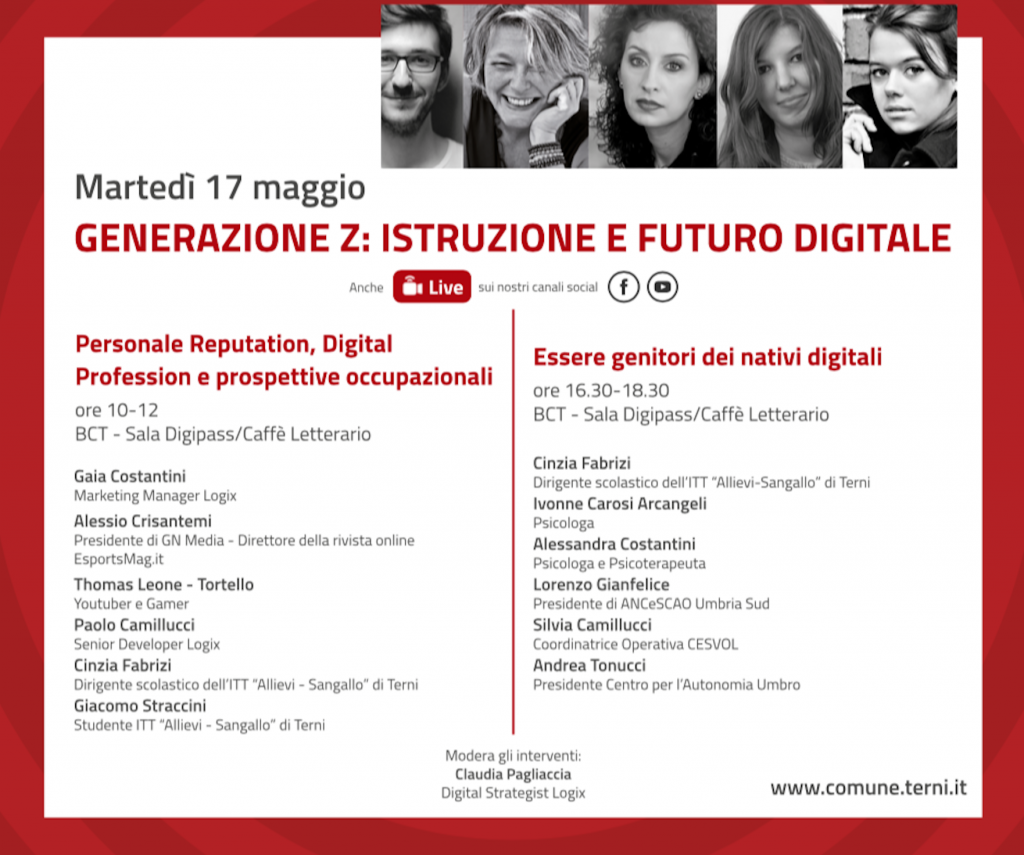 Martedì 17 maggio
GENERAZIONE Z: ISTRUZIONE E FUTURO DIGITALE
Anche Live sui nostri canali social
Personale Reputation, Digital
Profession e prospettive occupazionali
ore 10-12
BCT - Sala Digipass/Caffè Letterario
Gaia Costantini
Marketing Manager Logix
Alessio Crisantemi
Presidente di GN Media - Direttore della rivista online
EsportsMag.it
Thomas Leone - Tortello
Youtuber e Gamer
Paolo Camillucci
Senior Developer Logix
Cinzia Fabrizi
Dirigente scolastico dell'ITT "Allievi - Sangallo" di Terni
Giacomo Straccini
Studente ITT "Allievi - Sangallo" di Terni
Essere genitori dei nativi digitali
ore 16.30-18.30
BCT - Sala Digipass/Caffè Letterario
Cinzia Fabrizi
Dirigente scolastico dell'ITT "Allievi-Sangallo" di Terni
Ivonne Carosi Arcangeli
Psicologa
Alessandra Costantini
Psicologa e Psicoterapeuta
Lorenzo Gianfelice
Presidente di ANCeSCAO Umbria Sud
Silvia Camillucci
Coordinatrice Operativa CESVOL
Andrea Tonucci
Presidente Centro per l'Autonomia Umbro
Modera gli interventi:
Claudia Pagliaccia
Digital Strategist Logix
www.comune.terni.it